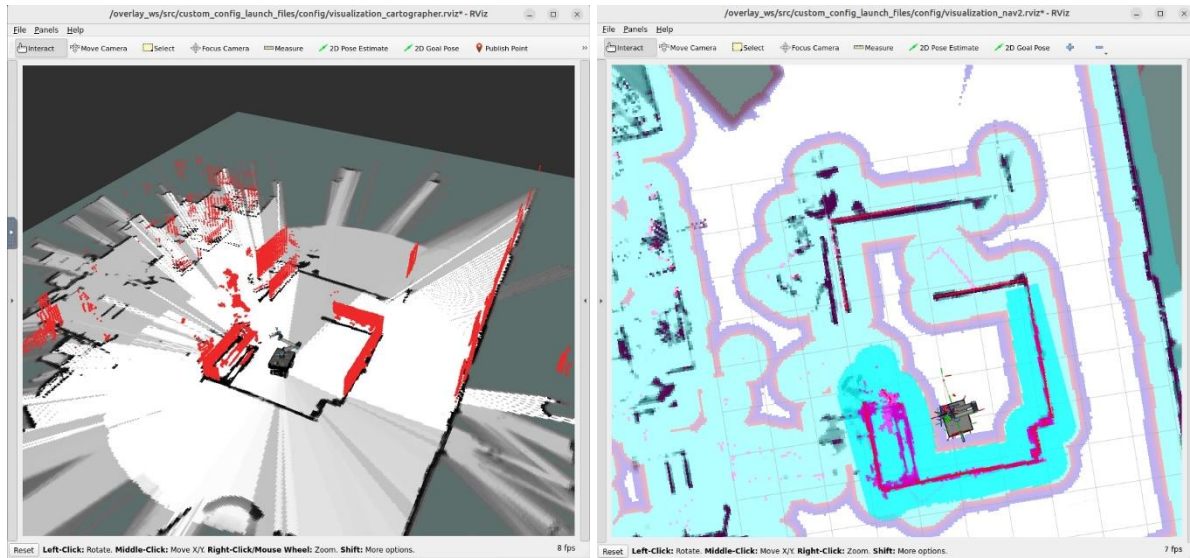 /overlay_ws/src/custom_config_launch_files/config/visualization_cartographer.rviz* - RViz
File Panels Help
Interact Move Camera Select Focus Camera Measure 2D Pose Estimate 2D Goal Pose Publish Point »
Reset Left-Click: Rotate. Middle-Click: Move X/Y. Right-Click/Mouse Wheel: Zoom. Shift: More options. 8 fps
/overlay_ws/src/custom_config_launch_files/config/visualization_nav2.rviz* - RViz
File Panels Help
Interact Move Camera Select Focus Camera Measure 2D Pose Estimate 2D Goal Pose
Reset Left-Click: Rotate. Middle-Click: Move X/Y. Right-Click: Zoom. Shift: More options. 7 fps